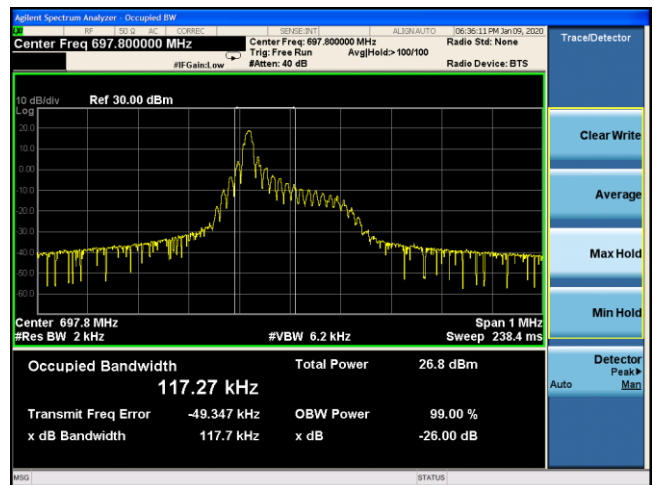 Agilent Spectrum Analyzer - Occupied BW
RF 50 Ω AC CORREC SENSE:INT ALIGNAUTO 06:36:11 PM Jan 09, 2020
Center Freq 697.800000 MHz
Center Freq: 697.800000 MHz
Radio Std: None
Trig: Free Run Avg|Hold:> 100/100
#IFGain:Low
#Atten: 40 dB
Radio Device: BTS
Trace/Detector
10 dB/div Ref 30.00 dBm
Log
20.0
10.0
0.00
-10.0
-20.0
-30.0
-40.0
-50.0
-60.0
Clear Write
Average
Max Hold
Min Hold
Detector
Peak▶
Auto Man
Center 697.8 MHz Span 1 MHz
#Res BW 2 kHz #VBW 6.2 kHz Sweep 238.4 ms
Occupied Bandwidth Total Power 26.8 dBm
117.27 kHz
Transmit Freq Error -49.347 kHz OBW Power 99.00 %
x dB Bandwidth 117.7 kHz x dB -26.00 dB
MSG STATUS